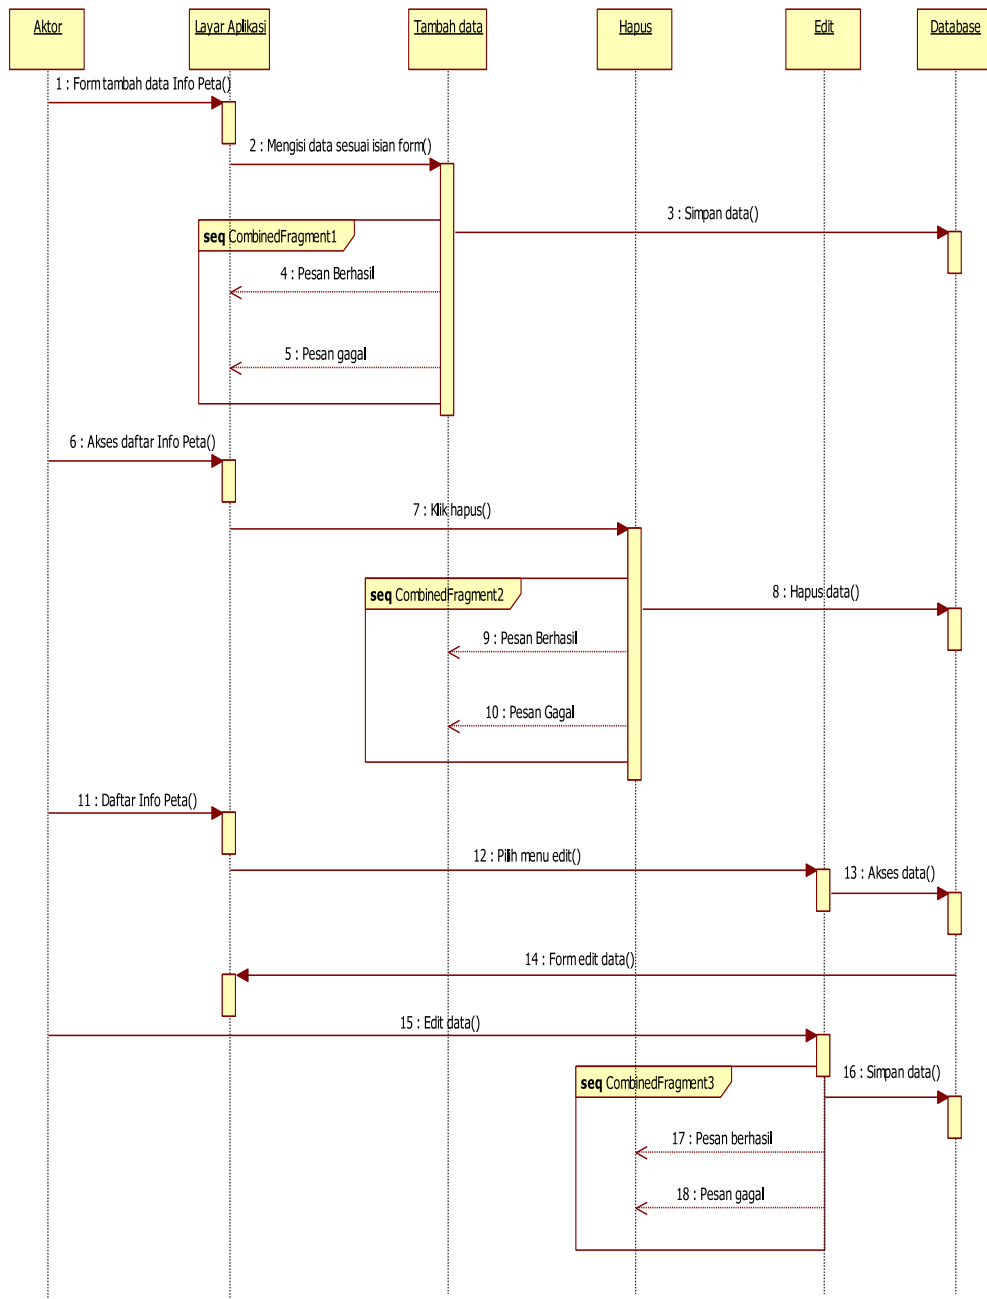 Aktor
Layar Aplikasi
Tambah data
Hapus
Edit
Database
1 : Form tambah data Info Peta()
2 : Mengisi data sesuai isian form()
3 : Simpan data()
seq CombinedFragment1
4 : Pesan Berhasil
5 : Pesan gagal
6 : Akses daftar Info Peta()
7 : Klik hapus()
seq CombinedFragment2
8 : Hapus data()
9 : Pesan Berhasil
10 : Pesan Gagal
11 : Daftar Info Peta()
12 : Pilih menu edit()
13 : Akses data()
14 : Form edit data()
15 : Edit data()
seq CombinedFragment3
16 : Simpan data()
17 : Pesan berhasil
18 : Pesan gagal